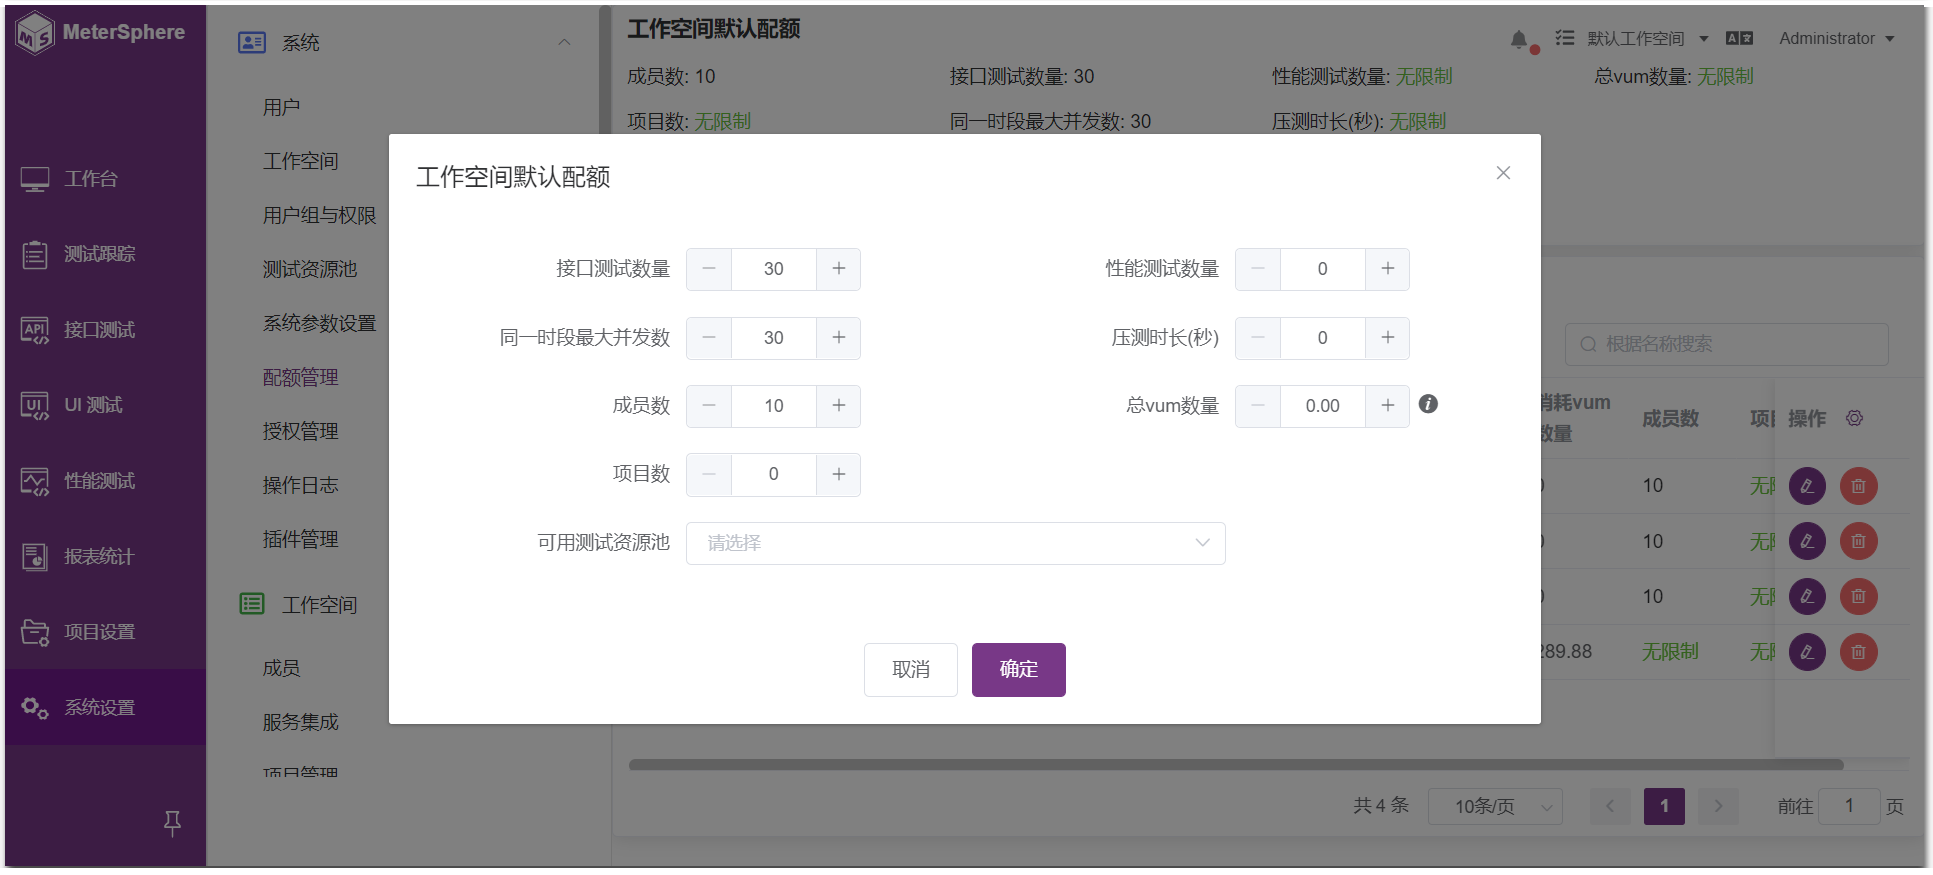 MeterSphere
工作台
测试跟踪
接口测试
UI 测试
性能测试
报表统计
项目设置
系统设置
系统
用户
工作空间
用户组与权限
测试资源池
系统参数设置
配额管理
授权管理
操作日志
插件管理
工作空间
成员
服务集成
项目管理
工作空间默认配额
默认工作空间
Administrator
成员数: 10 接口测试数量: 30 性能测试数量: 无限制 总vum数量: 无限制
项目数: 无限制 同一时段最大并发数: 30 压测时长(秒): 无限制
工作空间默认配额
接口测试数量 30 性能测试数量 0
同一时段最大并发数 30 压测时长(秒) 0
成员数 10 总vum数量 0.00
项目数 0
可用测试资源池 请选择
取消 确定
根据名称搜索
消耗vum
数量
成员数 项 操作
10 无限
10 无限
10 无限
289.88 无限制 无限
共 4 条 10条/页 1 前往 1 页